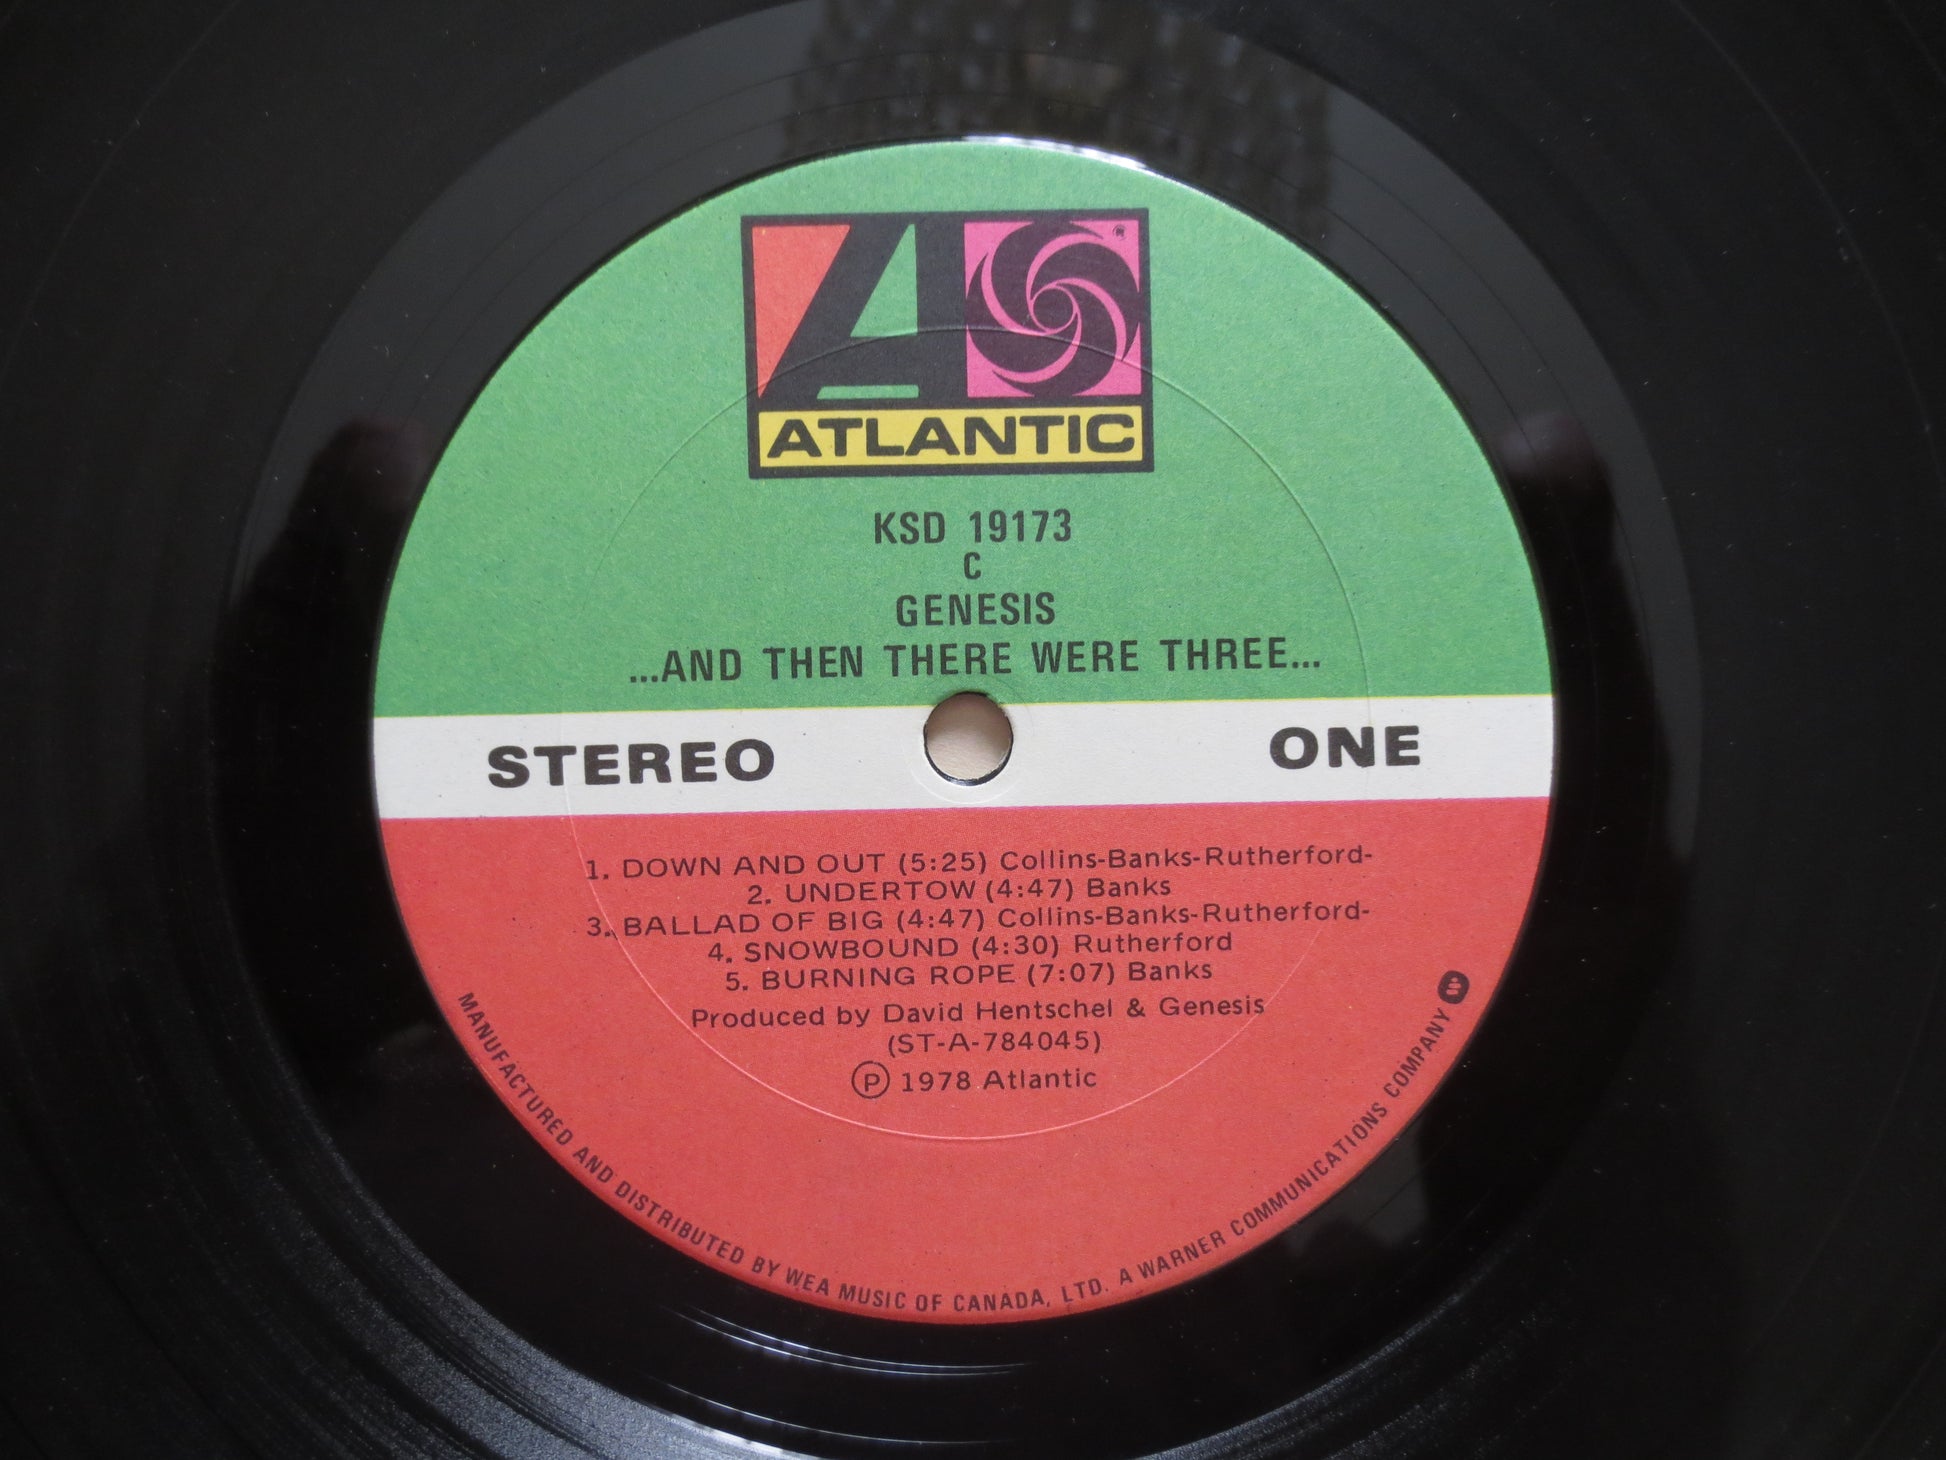 ATLANTIC
KSD 19173
C
GENESIS
...AND THEN THERE WERE THREE...
STEREO
ONE
1. DOWN AND OUT (5:25) Collins-Banks-Rutherford-
2. UNDERTOW (4:47) Banks
3. BALLAD OF BIG (4:47) Collins-Banks-Rutherford-
4. SNOWBOUND (4:30) Rutherford
5. BURNING ROPE (7:07) Banks
Produced by David Hentschel & Genesis
(ST-A-784045)
℗ 1978 Atlantic
MANUFACTURED AND DISTRIBUTED BY WEA MUSIC OF CANADA, LTD. A WARNER COMMUNICATIONS COMPANY